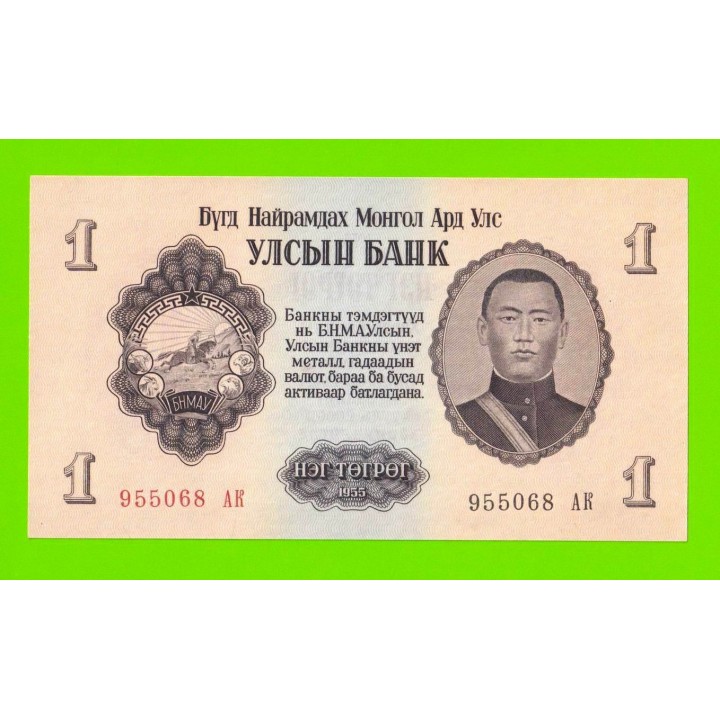 1
1
Бүгд Найрамдах Монгол Ард Улс
УЛСЫН БАНК
Банкны тэмдэгтүүд
нь Б.Н.М.А.Улсын,
Улсын Банкны үнэт
металл, гадаадын
валют, бараа ба бусад
активаар батлагдана.
БНМАУ
НЭГ ТӨГРӨГ
1955
1
1
955068 АК
955068 АК